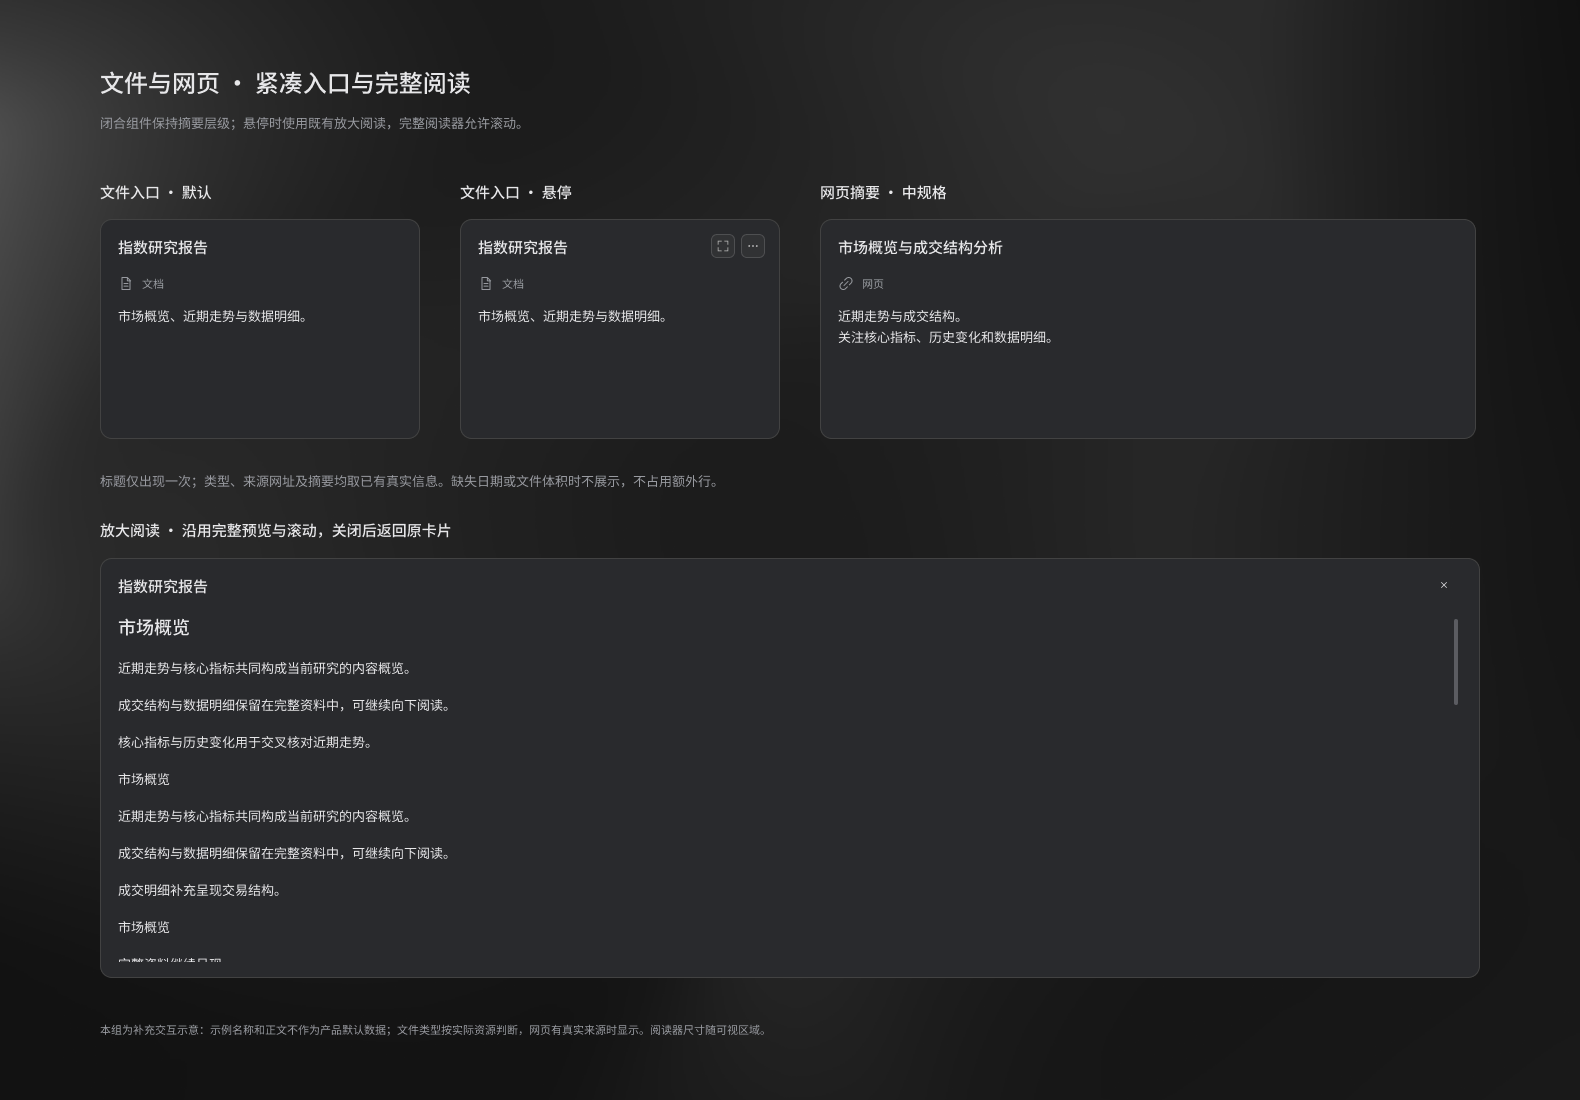 文件与网页 • 紧凑入口与完整阅读
闭合组件保持摘要层级；悬停时使用既有放大阅读，完整阅读器允许滚动。
文件入口 • 默认
文件入口 • 悬停
网页摘要 • 中规格
指数研究报告
文档
市场概览、近期走势与数据明细。
指数研究报告
文档
市场概览、近期走势与数据明细。
市场概览与成交结构分析
网页
近期走势与成交结构。
关注核心指标、历史变化和数据明细。
标题仅出现一次；类型、来源网址及摘要均取已有真实信息。缺失日期或文件体积时不展示，不占用额外行。
放大阅读 • 沿用完整预览与滚动，关闭后返回原卡片
指数研究报告
市场概览
近期走势与核心指标共同构成当前研究的内容概览。
成交结构与数据明细保留在完整资料中，可继续向下阅读。
核心指标与历史变化用于交叉核对近期走势。
市场概览
近期走势与核心指标共同构成当前研究的内容概览。
成交结构与数据明细保留在完整资料中，可继续向下阅读。
成交明细补充呈现交易结构。
市场概览
完整资料继续呈现
本组为补充交互示意：示例名称和正文不作为产品默认数据；文件类型按实际资源判断，网页有真实来源时显示。阅读器尺寸随可视区域。